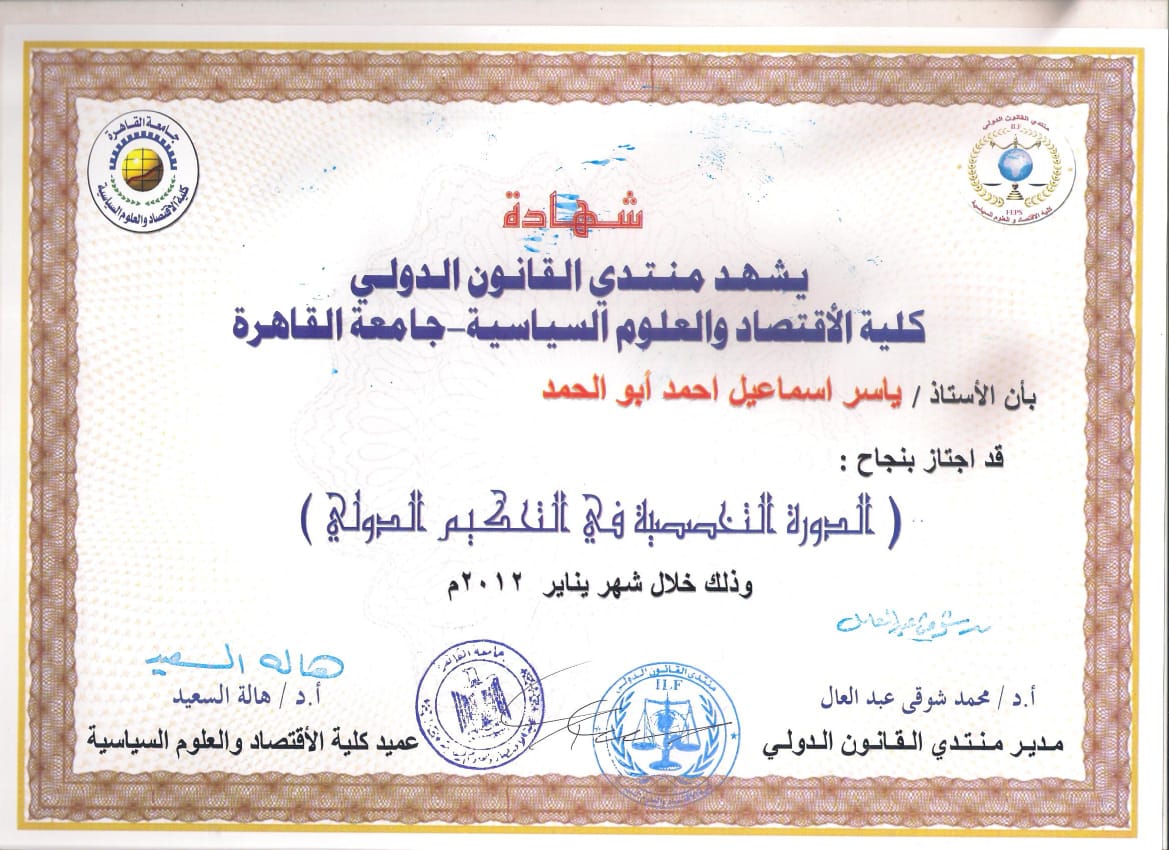 جامعة القاهرة
كلية الاقتصاد والعلوم السياسية
منتدي القانون الدولي
ILF
FEPS
كلية الاقتصاد و العلوم السياسية
شهادة
يشهد منتدي القانون الدولي
كلية الأقتصاد والعلوم السياسية-جامعة القاهرة
بأن الأستاذ / ياسر اسماعيل احمد أبو الحمد
قد اجتاز بنجاح :
( الدورة التخصصية في التحكيم الدولي )
وذلك خلال شهر يناير ٢٠١٢م
هاله السعيد
أ.د / محمد شوقى عبد العال
مدير منتدي القانون الدولي
أ.د / هالة السعيد
عميد كلية الأقتصاد والعلوم السياسية
جامعة القاهرة
منتدى القانون الدولى
ILF